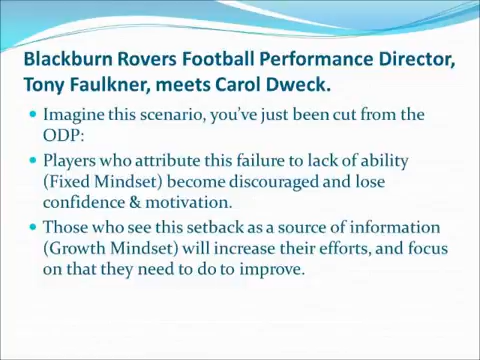 Blackburn Rovers Football Performance Director,
Tony Faulkner, meets Carol Dweck.
Imagine this scenario, you've just been cut from the
ODP:
Players who attribute this failure to lack of ability
(Fixed Mindset) become discouraged and lose
confidence & motivation.
Those who see this setback as a source of information
(Growth Mindset) will increase their efforts, and focus
on that they need to do to improve.